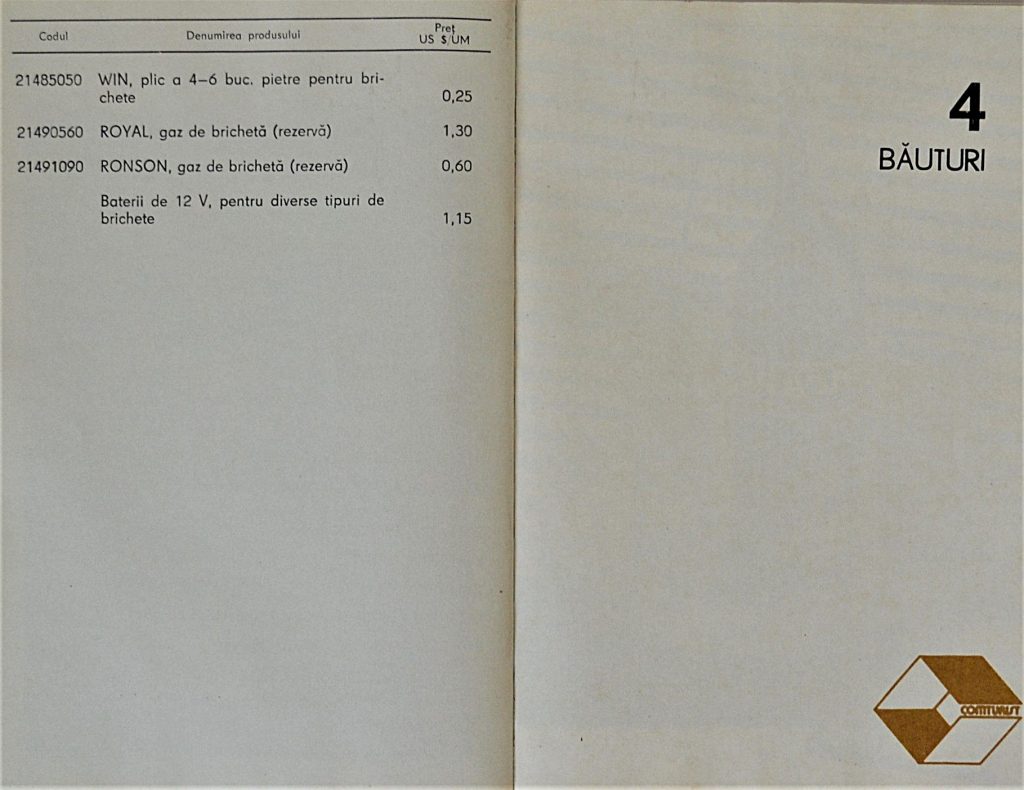 Codul Denumirea produsului Preț
US $/UM
21485050 WIN, plic a 4–6 buc. pietre pentru bri-
chete 0,25
21490560 ROYAL, gaz de brichetă (rezervă) 1,30
21491090 RONSON, gaz de brichetă (rezervă) 0,60
Baterii de 12 V, pentru diverse tipuri de
brichete 1,15
4
BĂUTURI
COMTURIST